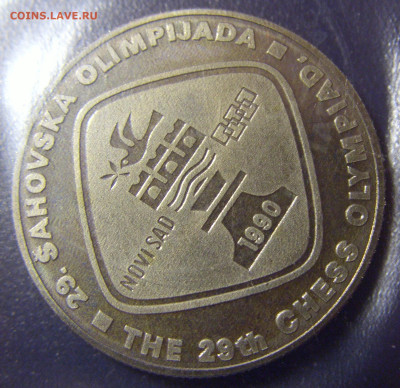 COINS.LAVE.RU
29. ŠAHOVSKA OLIMPIJADA ■
THE 29th CHESS OLYMPIAD, ■
NOVI SAD
1990